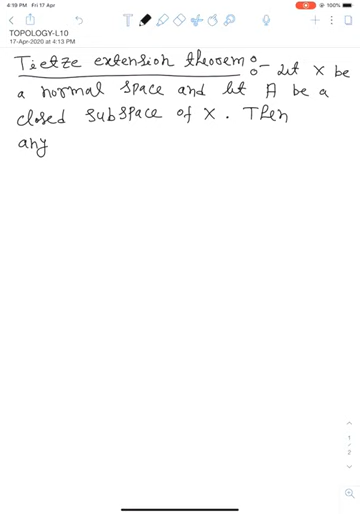 4:19 PM Fri 17 Apr
100%
TOPOLOGY-L10
17-Apr-2020 at 4:13 PM
Tietze extension theorem :- Let X be
a normal space and let A be a
closed subspace of X. Then
any
1
/
2